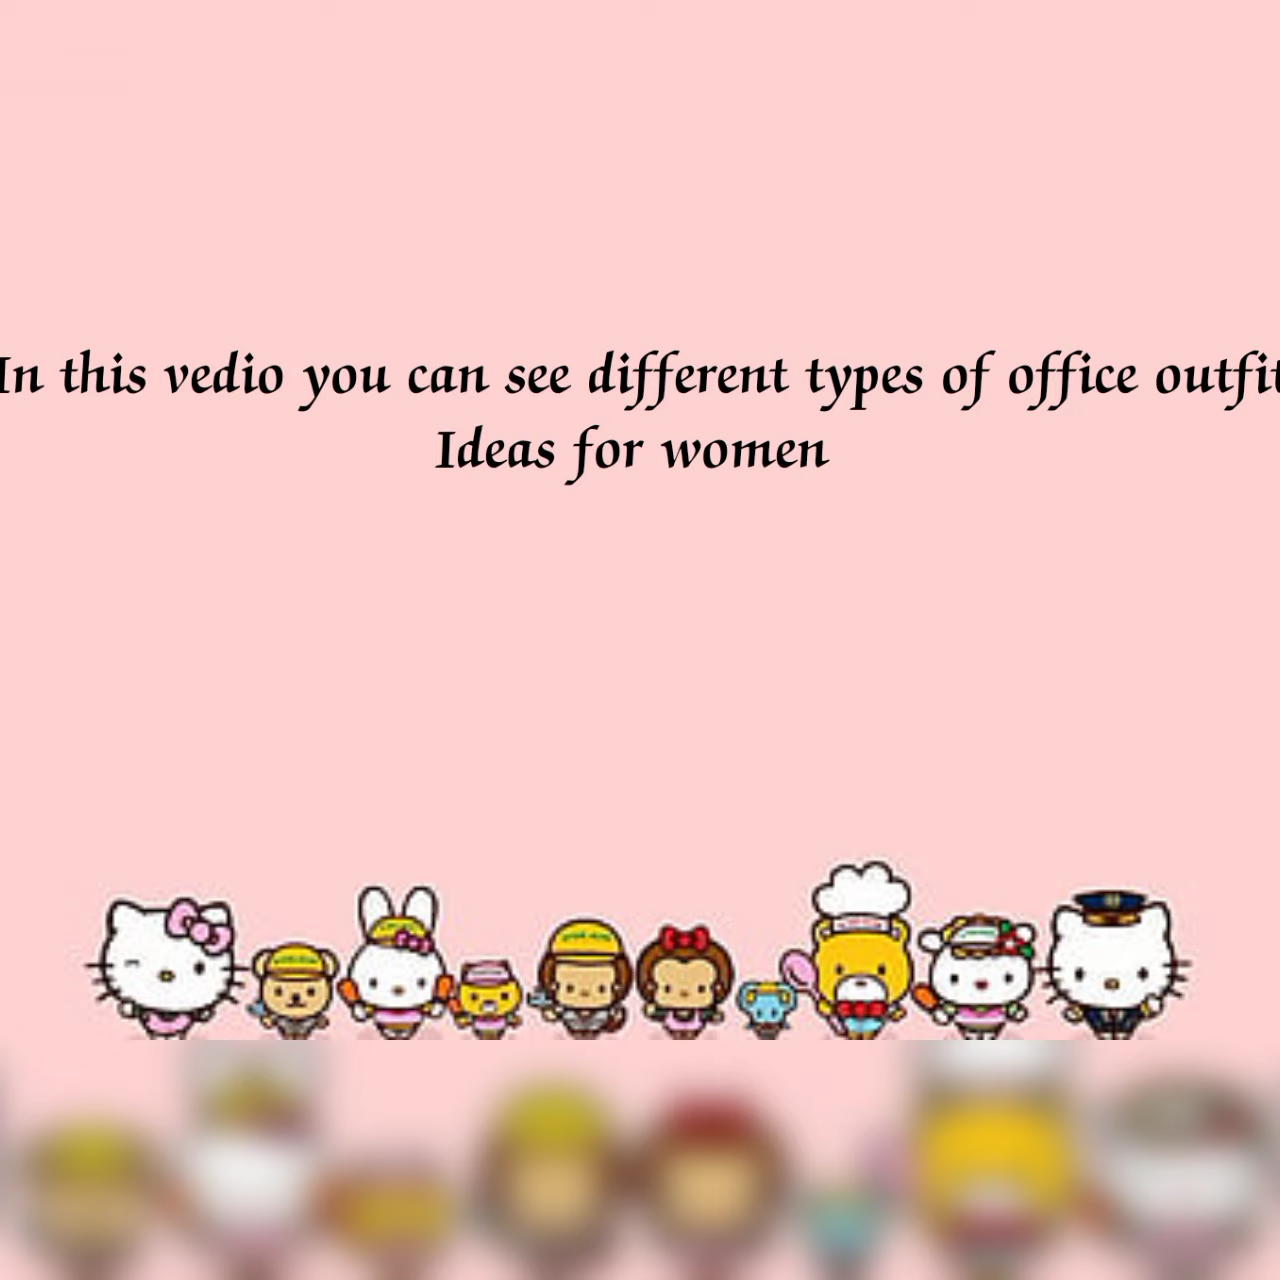 In this vedio you can see different types of office outfit
Ideas for women